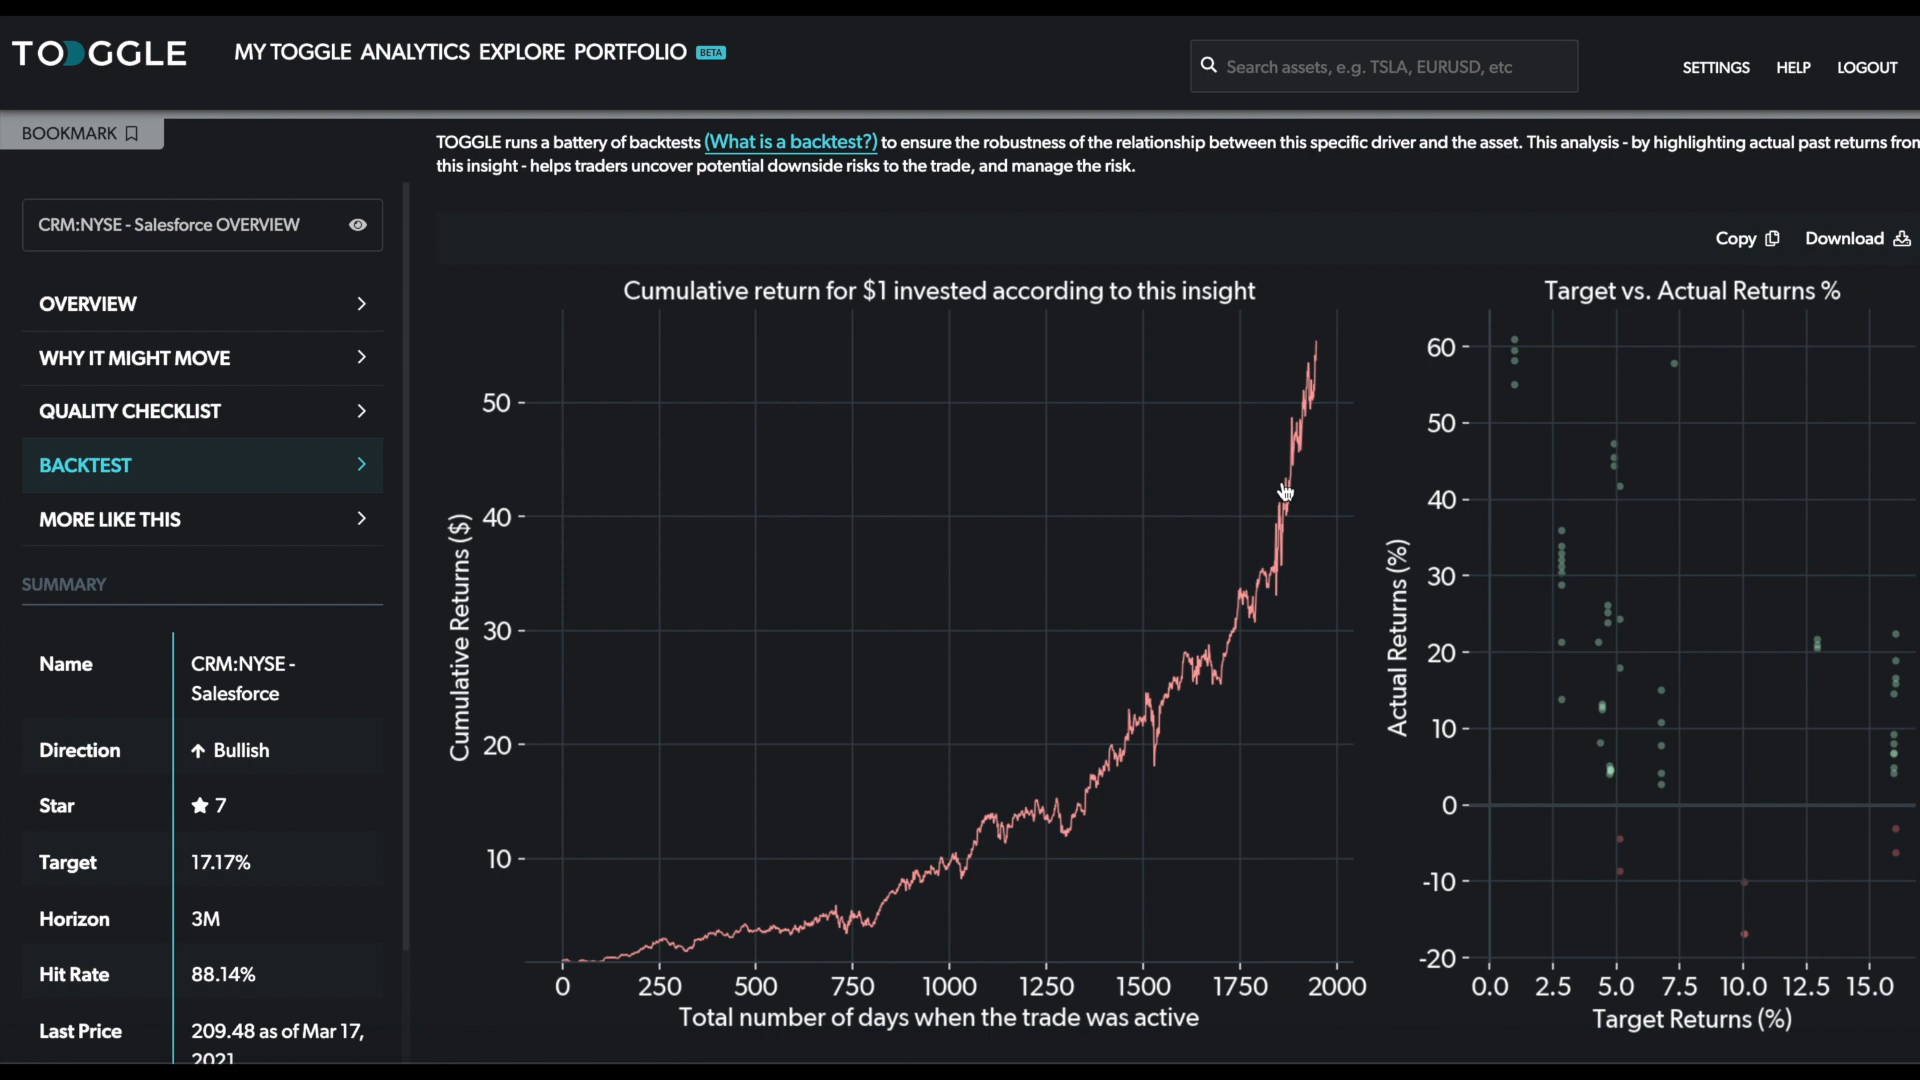 TOGGLE
MY TOGGLE ANALYTICS EXPLORE PORTFOLIO BETA
Search assets, e.g. TSLA, EURUSD, etc
SETTINGS HELP LOGOUT
BOOKMARK
TOGGLE runs a battery of backtests (What is a backtest?) to ensure the robustness of the relationship between this specific driver and the asset. This analysis - by highlighting actual past returns from
this insight - helps traders uncover potential downside risks to the trade, and manage the risk.
CRM:NYSE - Salesforce OVERVIEW
OVERVIEW
WHY IT MIGHT MOVE
QUALITY CHECKLIST
BACKTEST
MORE LIKE THIS
SUMMARY
Name CRM:NYSE -
Salesforce
Direction Bullish
Star 7
Target 17.17%
Horizon 3M
Hit Rate 88.14%
Last Price 209.48 as of Mar 17,
2021
Copy Download
Cumulative return for $1 invested according to this insight
Cumulative Returns ($)
50
40
30
20
10
0 250 500 750 1000 1250 1500 1750 2000
Total number of days when the trade was active
Target vs. Actual Returns %
Actual Returns (%)
60
50
40
30
20
10
0
-10
-20
0.0 2.5 5.0 7.5 10.0 12.5 15.0
Target Returns (%)